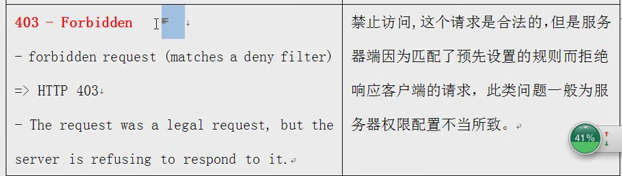 403 - Forbidden
- forbidden request (matches a deny filter)
=> HTTP 403
- The request was a legal request, but the
server is refusing to respond to it.
禁止访问,这个请求是合法的,但是服务
器端因为匹配了预先设置的规则而拒绝
响应客户端的请求，此类问题一般为服
务器权限配置不当所致。
41%